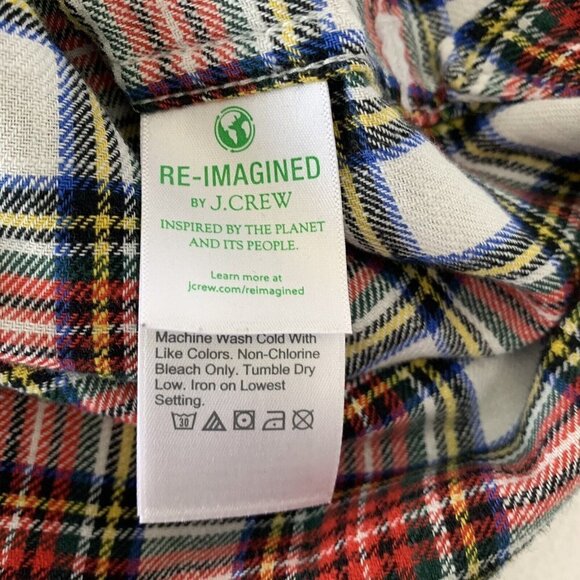 RE-IMAGINED
BY J.CREW
INSPIRED BY THE PLANET
AND ITS PEOPLE.
Learn more at
jcrew.com/reimagined
Machine Wash Cold With
Like Colors. Non-Chlorine
Bleach Only. Tumble Dry
Low. Iron on Lowest
Setting.
30